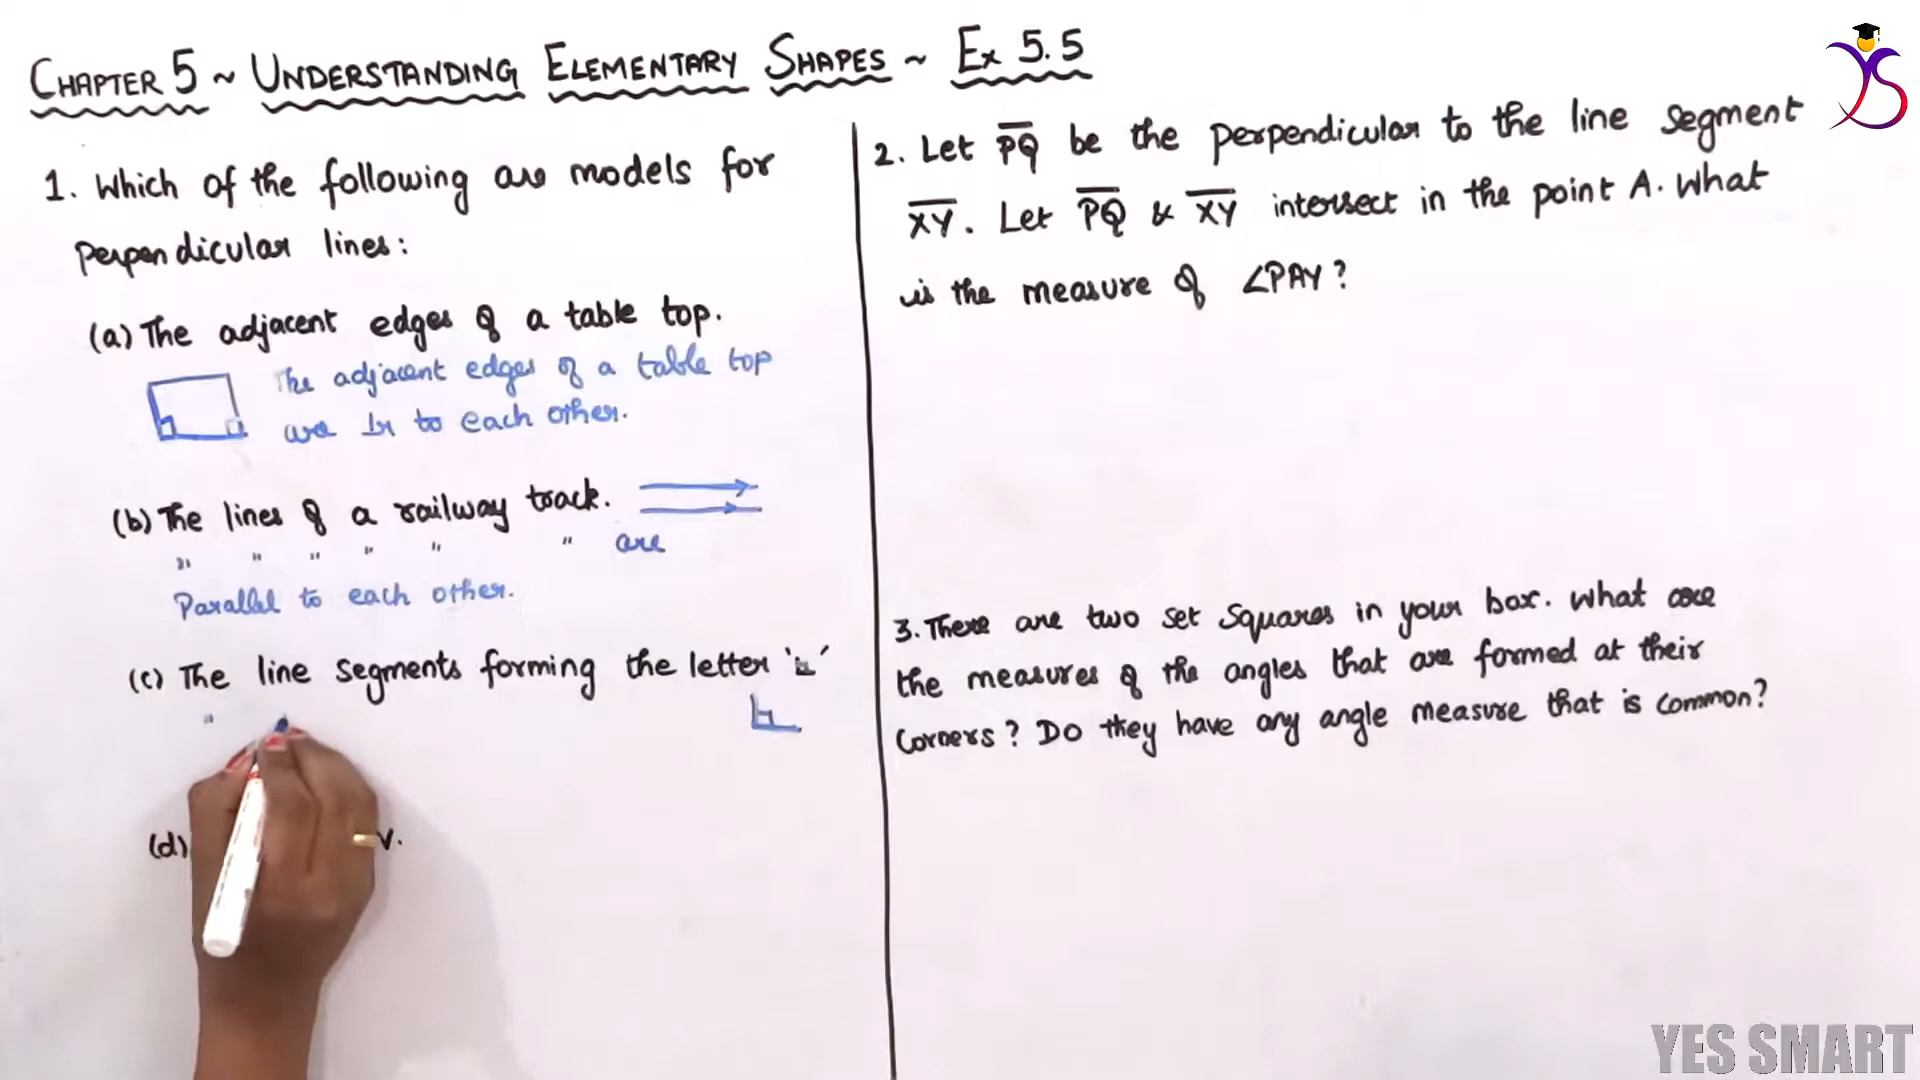 CHAPTER 5 ~ UNDERSTANDING ELEMENTARY SHAPES ~ Ex 5.5
1. Which of the following are models for
perpendicular lines:
(a) The adjacent edges of a table top.
The adjacent edges of a table top
are ⊥r to each other.
(b) The lines of a railway track.
" " " " " " are
Parallel to each other.
(c) The line segments forming the letter 'L'
"
(d) V.
2. Let P̅Q̅ be the perpendicular to the line segment
X̅Y̅. Let P̅Q̅ & X̅Y̅ intersect in the point A. What
is the measure of ∠PAY?
3. There are two set squares in your box. What are
the measures of the angles that are formed at their
corners? Do they have any angle measure that is common?
YS
YES SMART